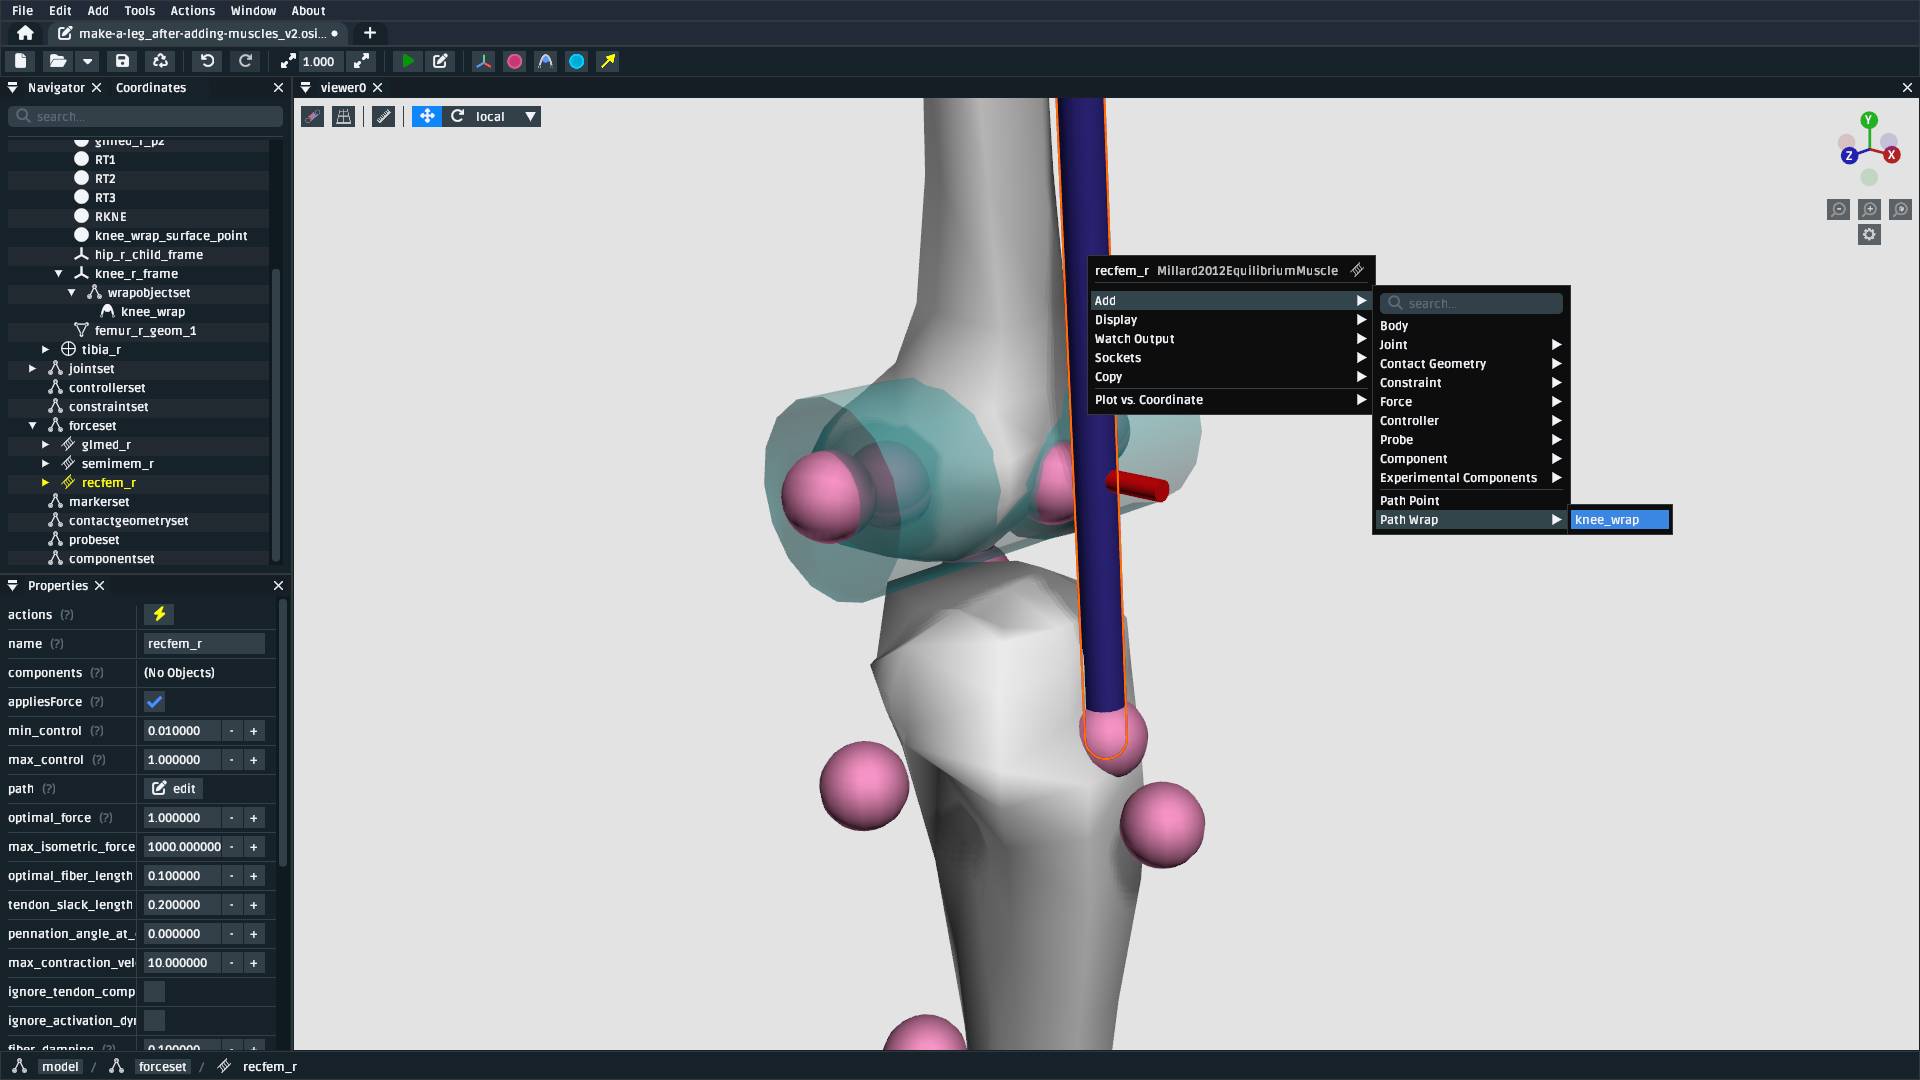 File Edit Add Tools Actions Window About
make-a-leg_after-adding-muscles_v2.osi...
1.000
Navigator Coordinates
viewer0
search...
local
glmed_r_p2
RT1
RT2
RT3
RKNE
knee_wrap_surface_point
hip_r_child_frame
knee_r_frame
wrapobjectset
knee_wrap
femur_r_geom_1
tibia_r
jointset
controllerset
constraintset
forceset
glmed_r
semimem_r
recfem_r
markerset
contactgeometryset
probeset
componentset
Y
Z
X
recfem_r Millard2012EquilibriumMuscle
Add
Display
Watch Output
Sockets
Copy
Plot vs. Coordinate
search...
Body
Joint
Contact Geometry
Constraint
Force
Controller
Probe
Component
Experimental Components
Path Point
Path Wrap
knee_wrap
Properties
actions (?)
name (?) recfem_r
components (?) (No Objects)
appliesForce (?)
min_control (?) 0.010000 - +
max_control (?) 1.000000 - +
path (?) edit
optimal_force (?) 1.000000 - +
max_isometric_force 1000.000000 - +
optimal_fiber_length 0.100000 - +
tendon_slack_length 0.200000 - +
pennation_angle_at_ 0.000000 - +
max_contraction_vel 10.000000 - +
ignore_tendon_comp
ignore_activation_dyn
fiber_damping (?) 0.100000 - +
model / forceset / recfem_r